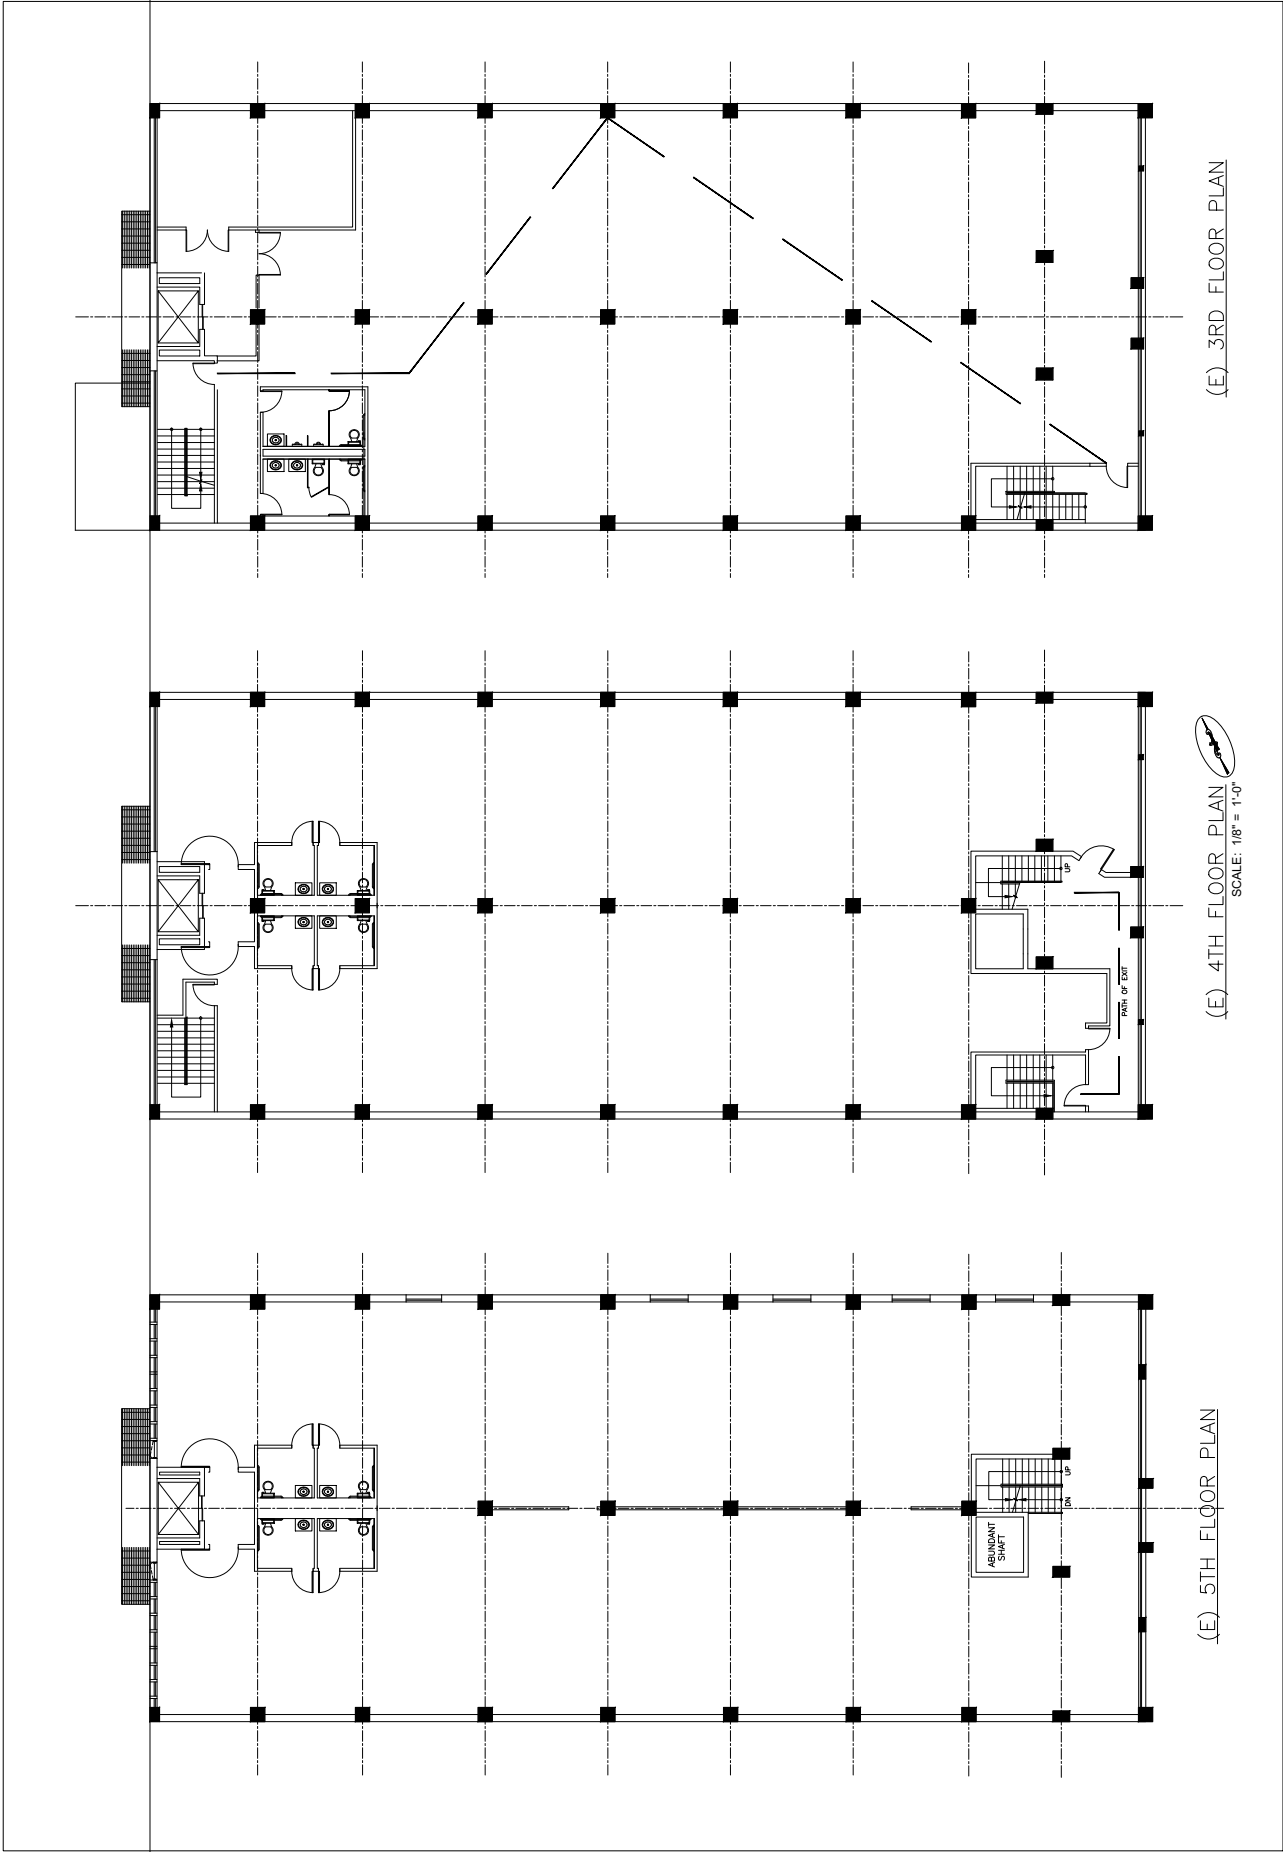 (E) 3RD FLOOR PLAN
(E) 4TH FLOOR PLAN
SCALE: 1/8" = 1'-0"
UP
PATH OF EXIT
(E) 5TH FLOOR PLAN
ABUNDANT
SHAFT
DN
UP